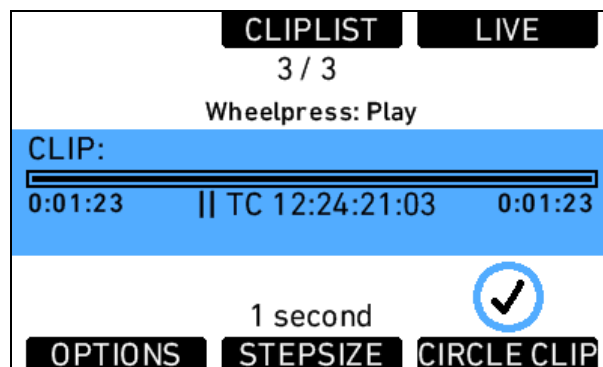 CLIPLIST LIVE
3 / 3
Wheelpress: Play
CLIP:
0:01:23 || TC 12:24:21:03 0:01:23
1 second
OPTIONS STEPSIZE CIRCLE CLIP